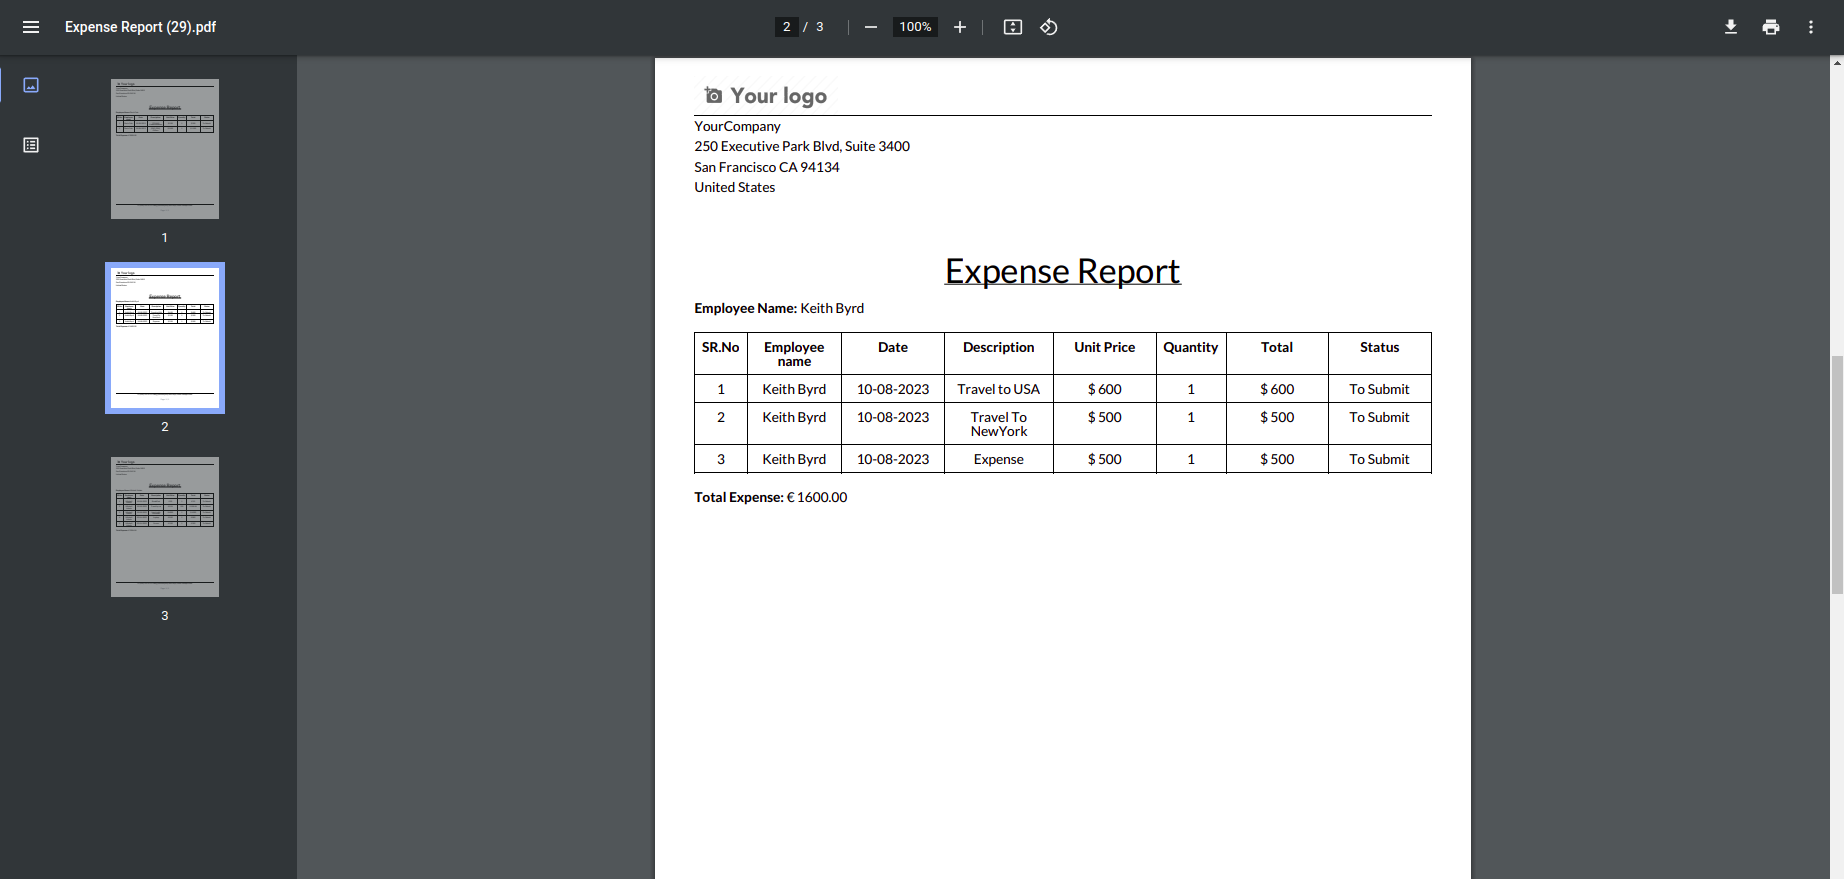 Expense Report (29).pdf
2 / 3
100%
1
2
3
Your logo
YourCompany
250 Executive Park Blvd, Suite 3400
San Francisco CA 94134
United States
Expense Report
Employee Name: Keith Byrd
SR.No Employee name Date Description Unit Price Quantity Total Status
1 Keith Byrd 10-08-2023 Travel to USA $ 600 1 $ 600 To Submit
2 Keith Byrd 10-08-2023 Travel To NewYork $ 500 1 $ 500 To Submit
3 Keith Byrd 10-08-2023 Expense $ 500 1 $ 500 To Submit
Total Expense: € 1600.00